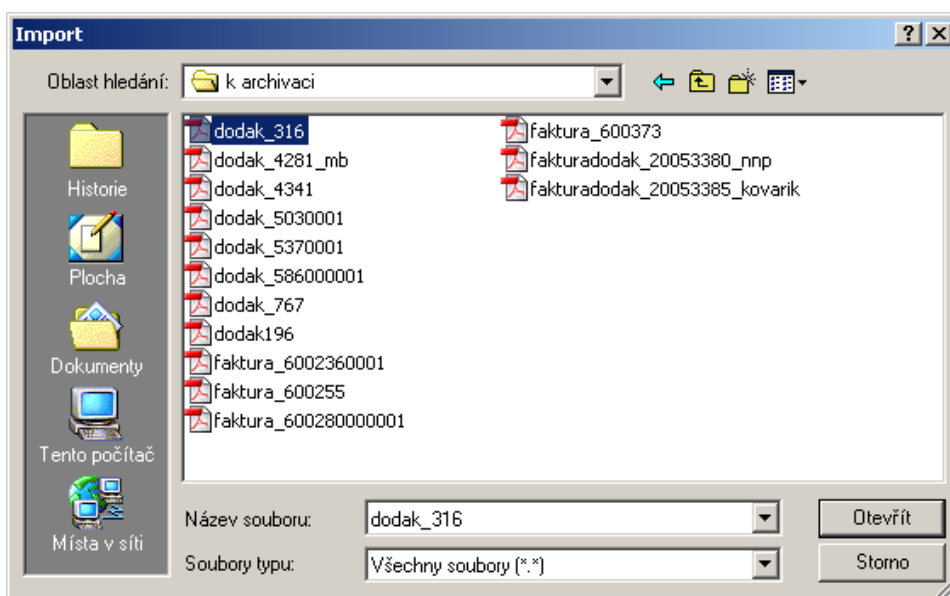 Import
Oblast hledání: k archivaci
Historie
Plocha
Dokumenty
Tento počítač
Místa v síti
dodak_316
dodak_4281_mb
dodak_4341
dodak_5030001
dodak_5370001
dodak_586000001
dodak_767
dodak196
faktura_6002360001
faktura_600255
faktura_600280000001
faktura_600373
fakturadodak_20053380_nnp
fakturadodak_20053385_kovarik
Název souboru: dodak_316 Otevřít
Soubory typu: Všechny soubory (*.*) Storno